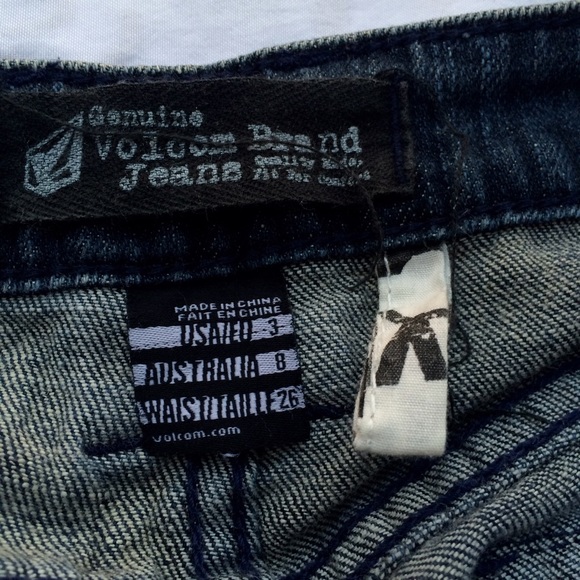 Genuine
Volcom Brand
Jeans
MADE IN CHINA
FAIT EN CHINE
USA/EU 3
AUSTRALIA 8
WAIST/TAILLE 26
volcom.com